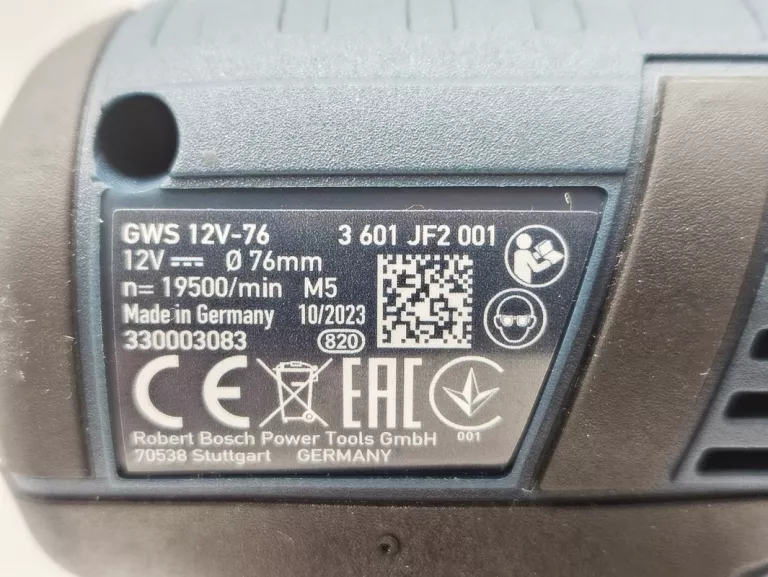 GWS 12V-76 3 601 JF2 001
12V Ø 76mm
n= 19500/min M5
Made in Germany 10/2023
330003083 820
CE EAC
001
Robert Bosch Power Tools GmbH
70538 Stuttgart GERMANY